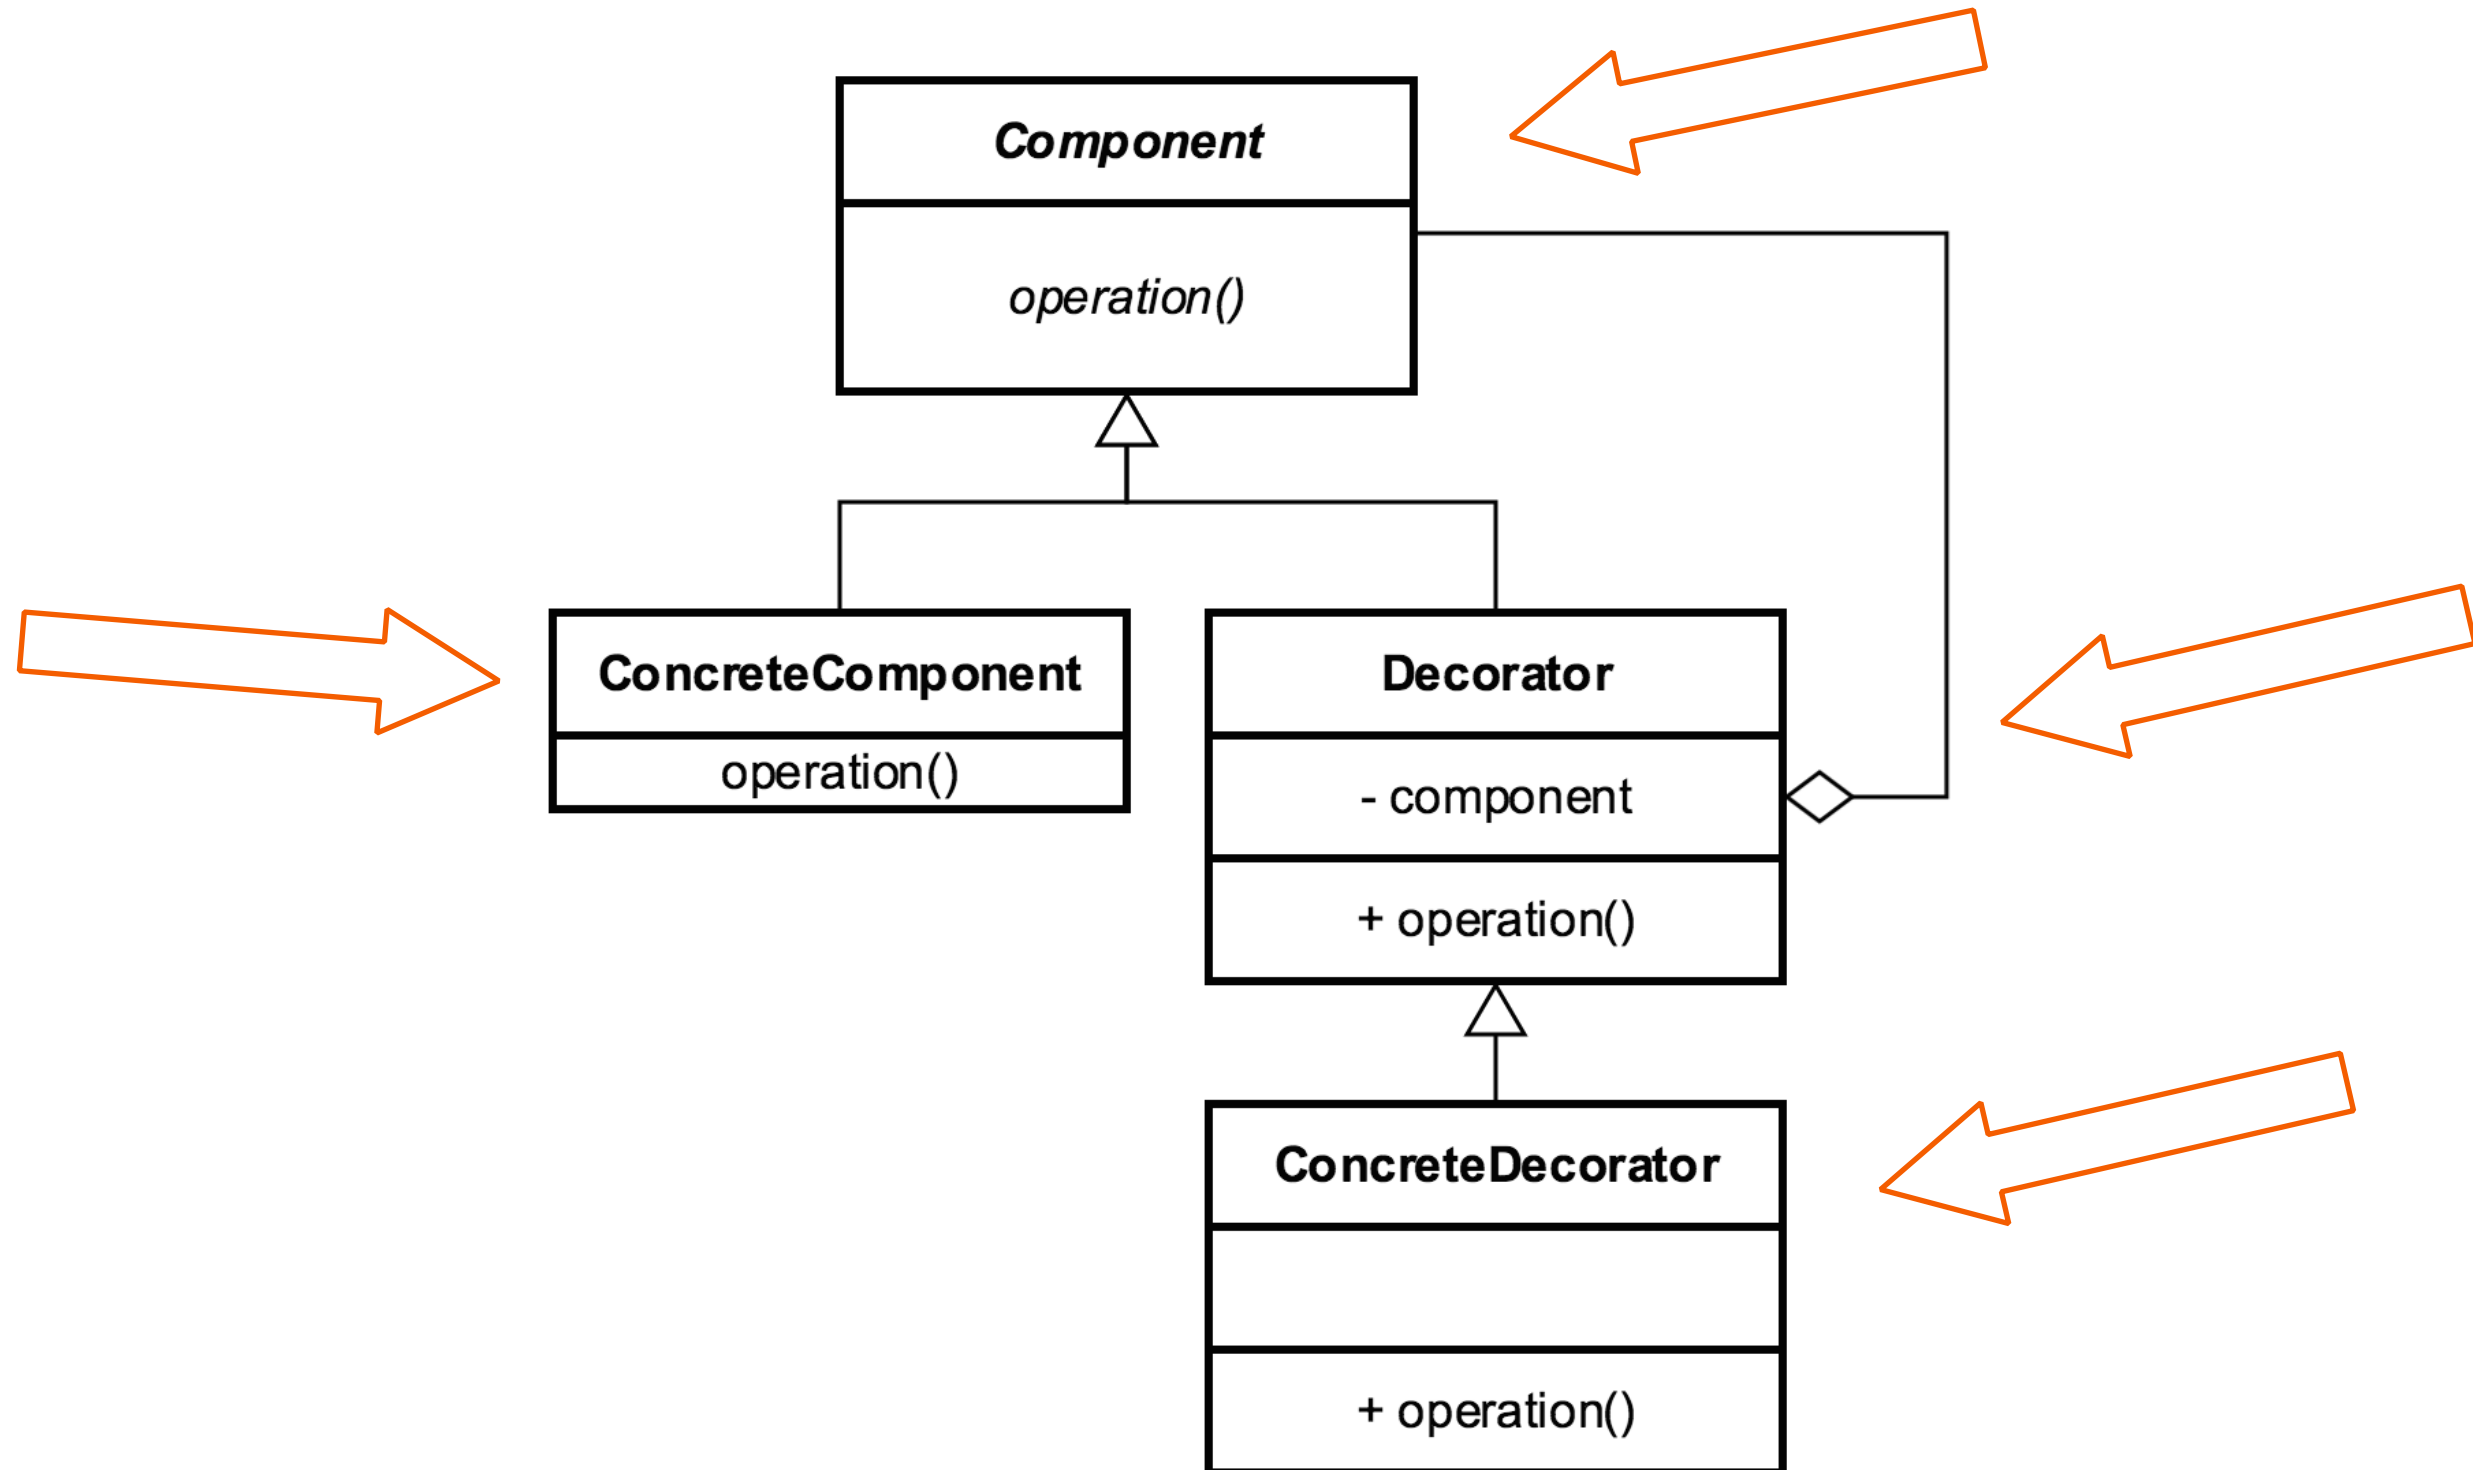 Component
operation()
ConcreteComponent
operation()
Decorator
- component
+ operation()
ConcreteDecorator
+ operation()